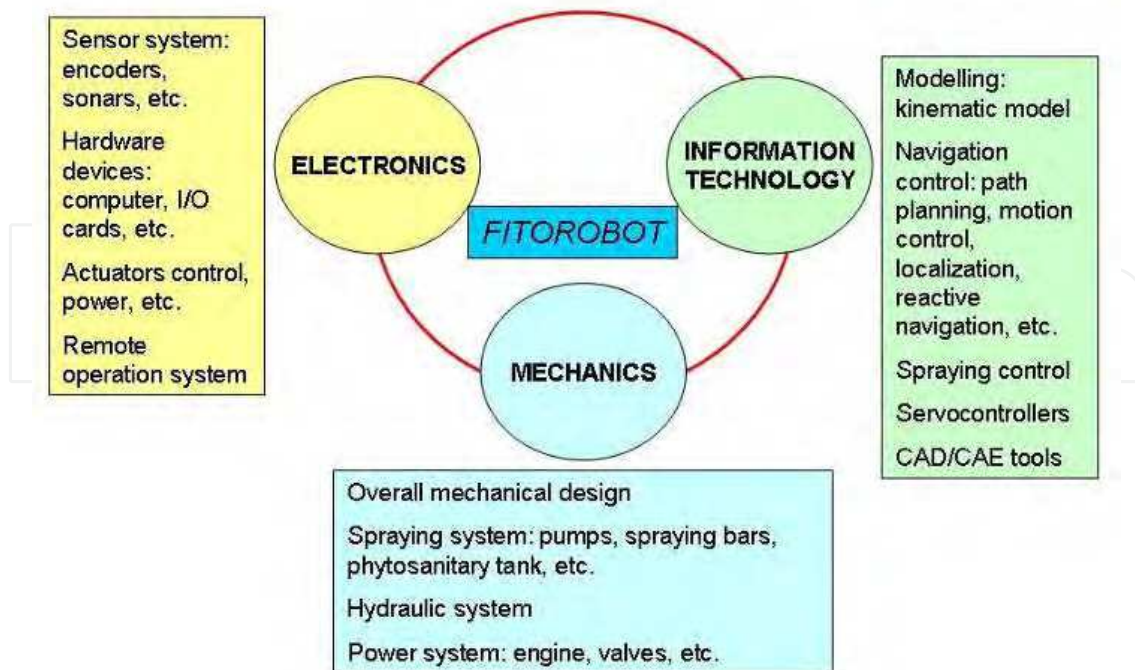 Sensor system:
encoders,
sonars, etc.
Hardware
devices:
computer, I/O
cards, etc.
Actuators control,
power, etc.
Remote
operation system
ELECTRONICS
INFORMATION
TECHNOLOGY
FITOROBOT
MECHANICS
Modelling:
kinematic model
Navigation
control: path
planning, motion
control,
localization,
reactive
navigation, etc.
Spraying control
Servocontrollers
CAD/CAE tools
Overall mechanical design
Spraying system: pumps, spraying bars,
phytosanitary tank, etc.
Hydraulic system
Power system: engine, valves, etc.